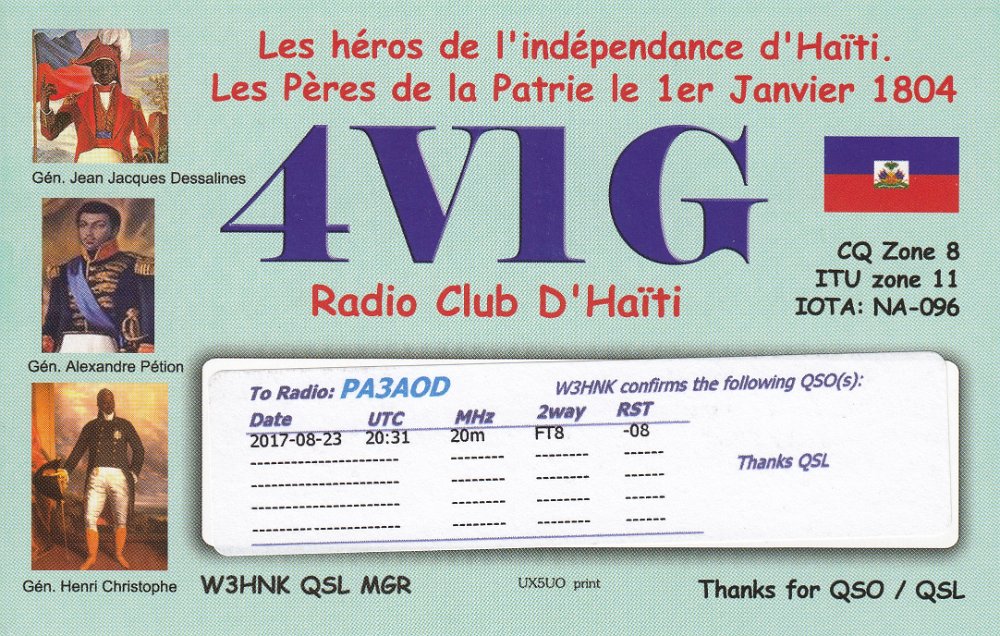 Les héros de l'indépendance d'Haïti.
Les Pères de la Patrie le 1er Janvier 1804
4V1G
Radio Club D'Haïti
Gén. Jean Jacques Dessalines
Gén. Alexandre Pétion
Gén. Henri Christophe
CQ Zone 8
ITU zone 11
IOTA: NA-096
To Radio: PA3AOD W3HNK confirms the following QSO(s):
Date UTC MHz 2way RST
2017-08-23 20:31 20m FT8 -08
Thanks QSL
W3HNK QSL MGR
UX5UO print
Thanks for QSO / QSL